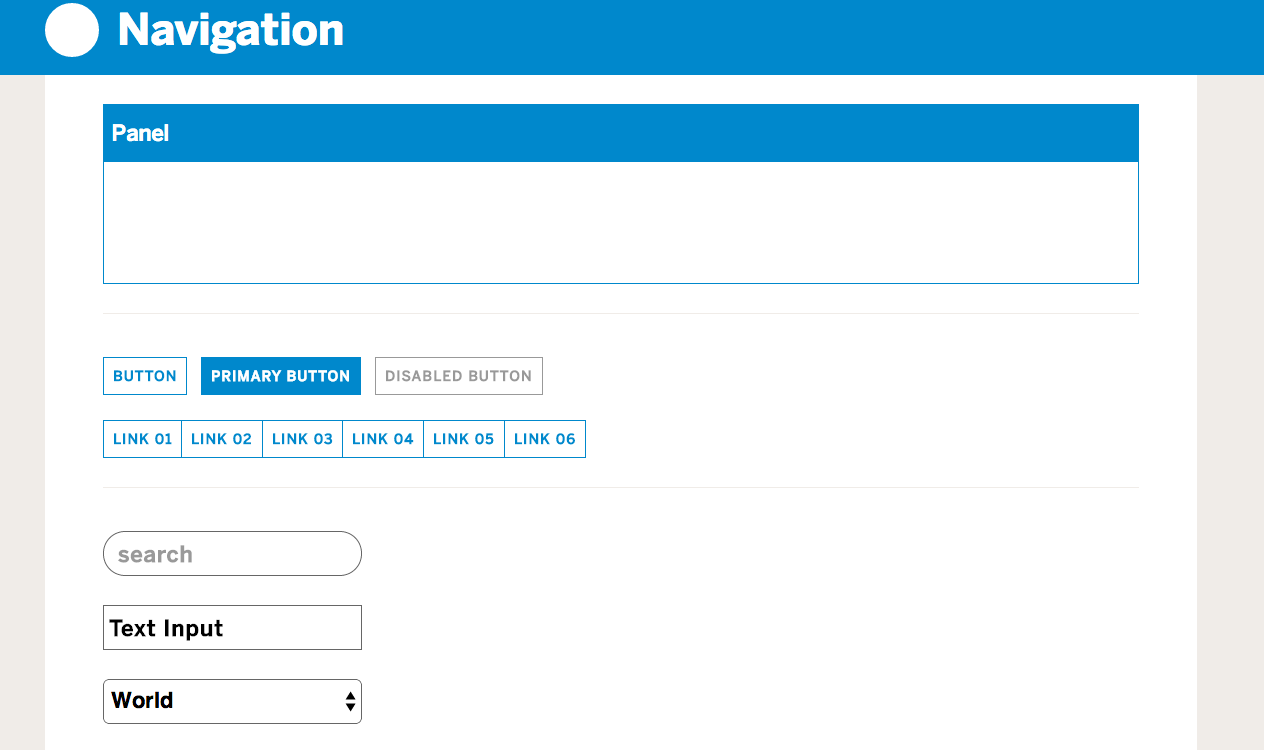 Navigation
Panel
BUTTON PRIMARY BUTTON DISABLED BUTTON
LINK 01 LINK 02 LINK 03 LINK 04 LINK 05 LINK 06
search
Text Input
World